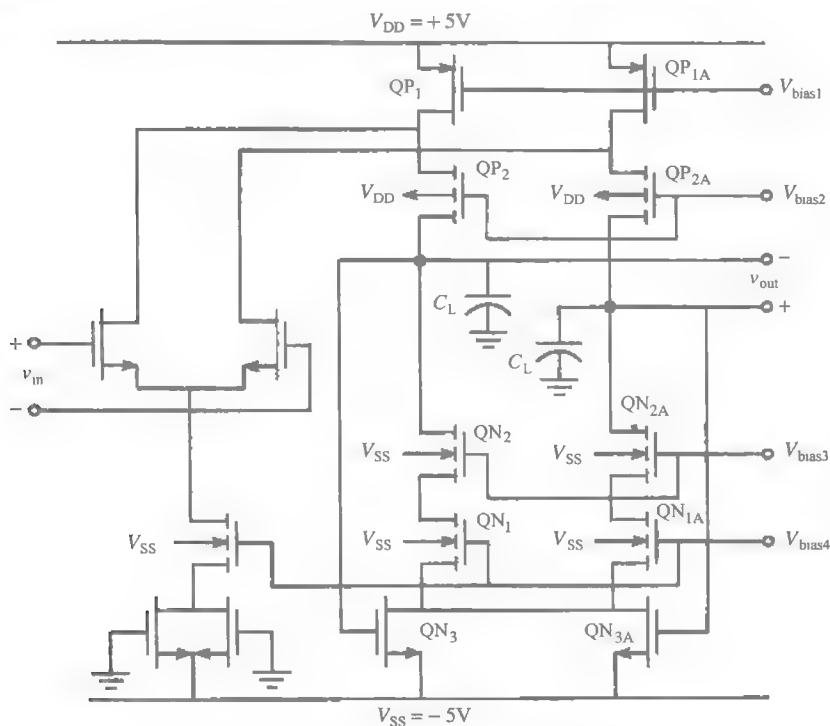 V_DD = + 5V
QP_1
QP_1A
V_bias1
QP_2
QP_2A
V_DD
V_DD
V_bias2
−
v_out
+
C_L
C_L
+
v_in
−
QN_2
QN_2A
V_SS
V_SS
V_bias3
QN_1
QN_1A
V_SS
V_SS
V_SS
V_bias4
QN_3
QN_3A
V_SS = − 5V